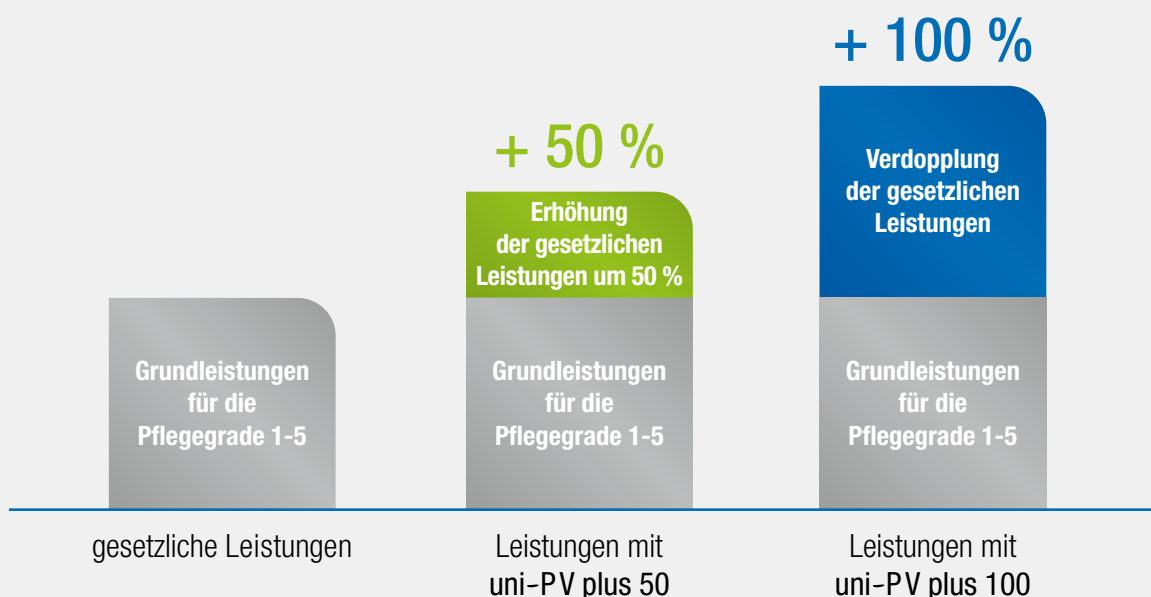 + 100 %
+ 50 %
Verdopplung
der gesetzlichen
Leistungen
Erhöhung
der gesetzlichen
Leistungen um 50 %
Grundleistungen
für die
Pflegegrade 1-5
Grundleistungen
für die
Pflegegrade 1-5
Grundleistungen
für die
Pflegegrade 1-5
gesetzliche Leistungen
Leistungen mit
uni-PV plus 50
Leistungen mit
uni-PV plus 100